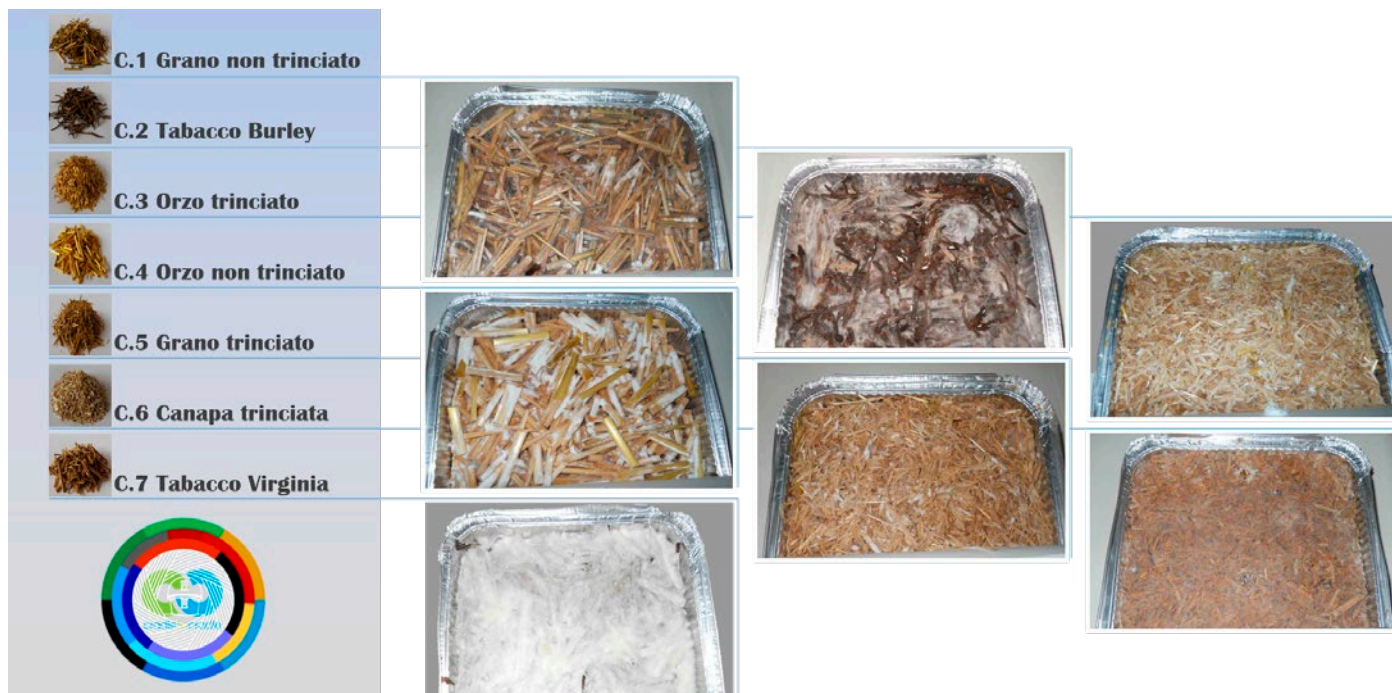 C.1 Grano non trinciato
C.2 Tabacco Burley
C.3 Orzo trinciato
C.4 Orzo non trinciato
C.5 Grano trinciato
C.6 Canapa trinciata
C.7 Tabacco Virginia